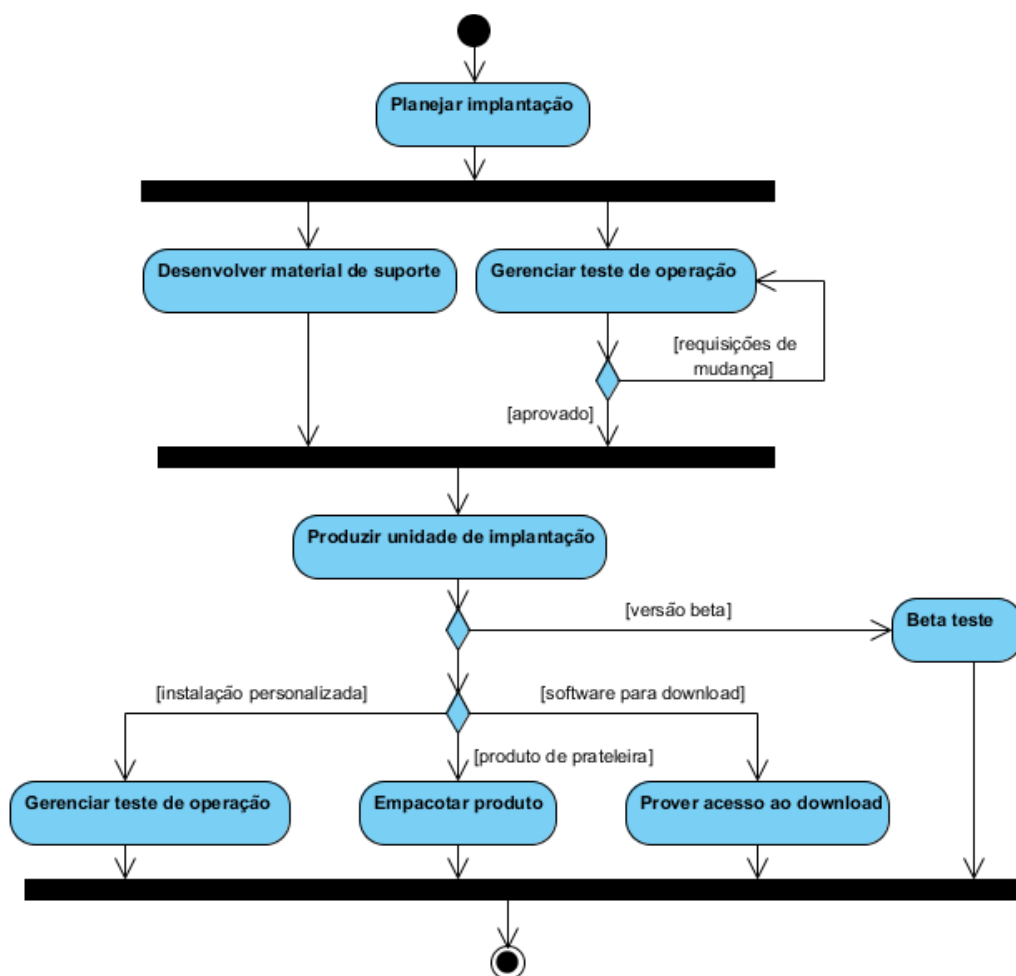 Planejar implantação
Desenvolver material de suporte
Gerenciar teste de operação
[requisições de
mudança]
[aprovado]
Produzir unidade de implantação
[versão beta]
Beta teste
[instalação personalizada]
[software para download]
[produto de prateleira]
Gerenciar teste de operação
Empacotar produto
Prover acesso ao download